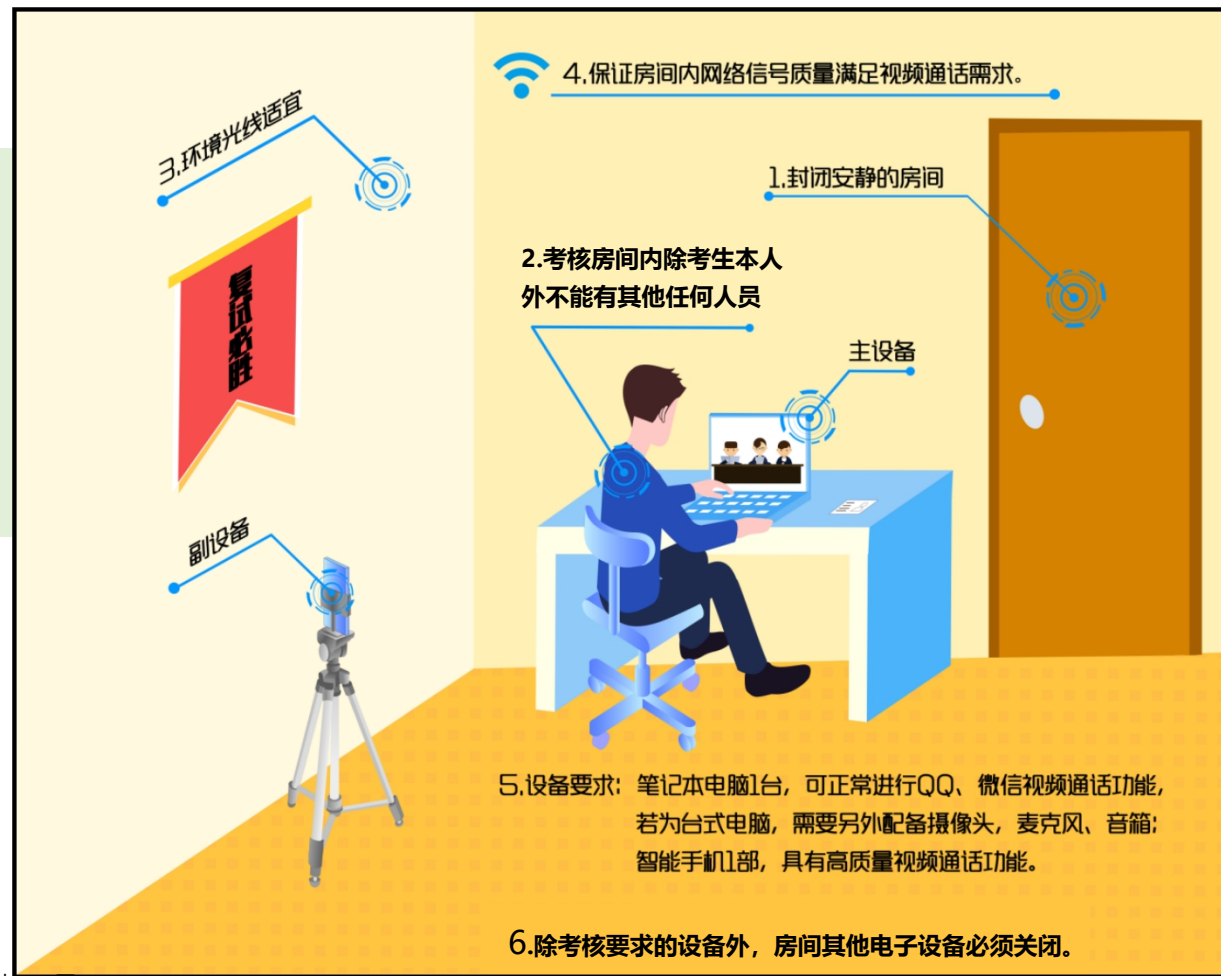 4.保证房间内网络信号质量满足视频通话需求。
3.环境光线适宜
1.封闭安静的房间
2.考核房间内除考生本人
外不能有其他任何人员
复试必胜
主设备
副设备
5.设备要求：笔记本电脑1台，可正常进行QQ、微信视频通话功能，
若为台式电脑，需要另外配备摄像头，麦克风、音箱；
智能手机1部，具有高质量视频通话功能。
6.除考核要求的设备外，房间其他电子设备必须关闭。